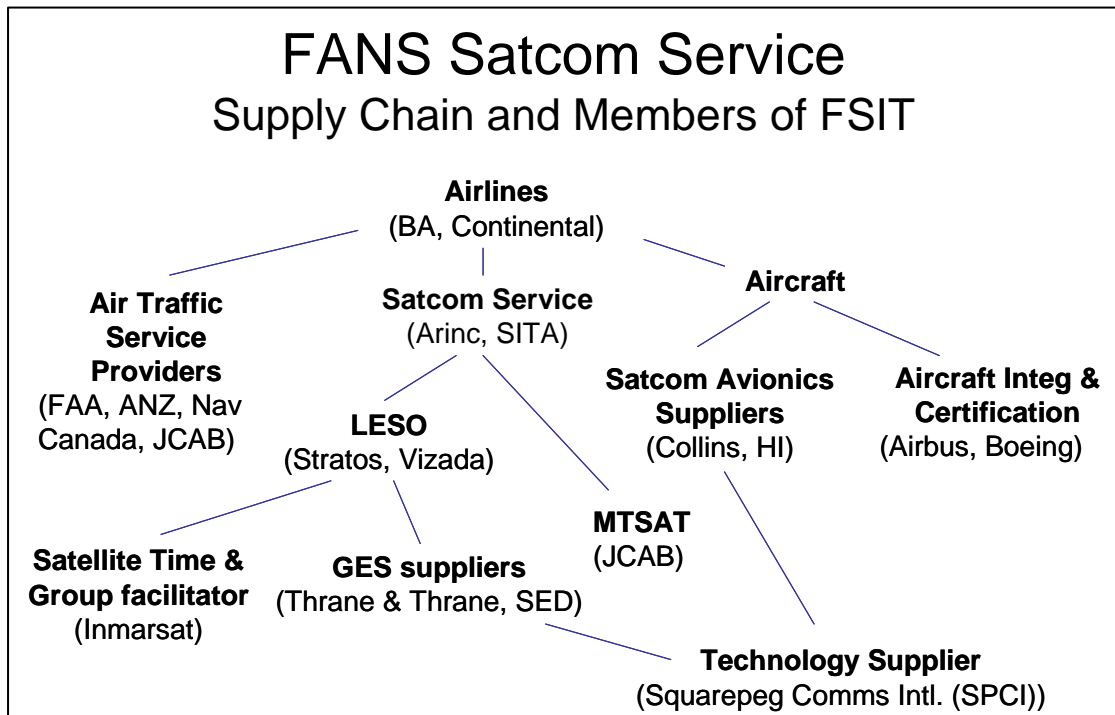 FANS Satcom Service
Supply Chain and Members of FSIT
Airlines
(BA, Continental)
Air Traffic
Service
Providers
(FAA, ANZ, Nav
Canada, JCAB)
Satcom Service
(Arinc, SITA)
Aircraft
LESO
(Stratos, Vizada)
Satcom Avionics
Suppliers
(Collins, HI)
Aircraft Integ &
Certification
(Airbus, Boeing)
Satellite Time &
Group facilitator
(Inmarsat)
GES suppliers
(Thrane & Thrane, SED)
MTSAT
(JCAB)
Technology Supplier
(Squarepeg Comms Intl. (SPCI))